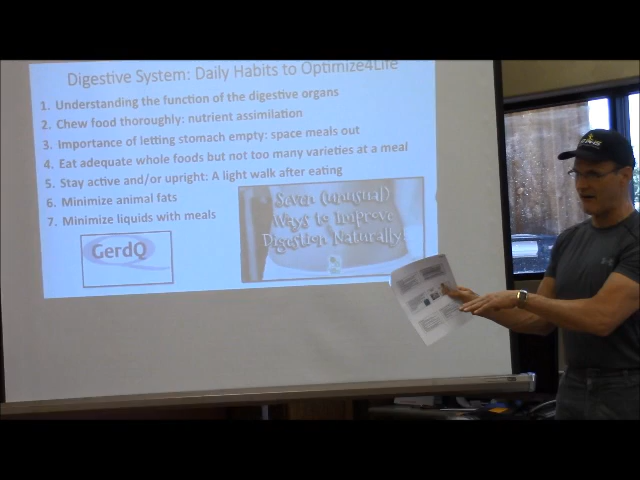 Digestive System: Daily Habits to Optimize4Life
1. Understanding the function of the digestive organs
2. Chew food thoroughly: nutrient assimilation
3. Importance of letting stomach empty: space meals out
4. Eat adequate whole foods but not too many varieties at a meal
5. Stay active and/or upright: A light walk after eating
6. Minimize animal fats
7. Minimize liquids with meals
GerdQ
Seven (unusual)
Ways to Improve
Digestion Naturally!